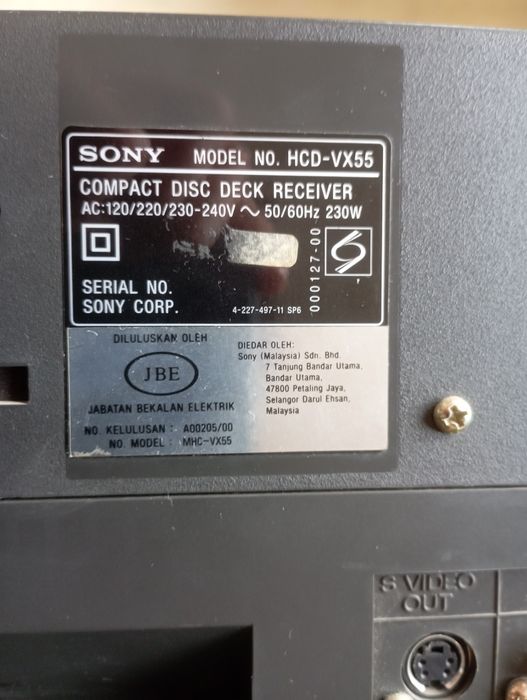 SONY MODEL NO. HCD-VX55
COMPACT DISC DECK RECEIVER
AC:120/220/230-240V ~ 50/60Hz 230W
000127-00
SERIAL NO.
SONY CORP.
4-227-497-11 SP6
DILULUSKAN OLEH
JBE
JABATAN BEKALAN ELEKTRIK
NO. KELULUSAN : A00205/00
NO. MODEL : MHC-VX55
DIEDAR OLEH:
Sony (Malaysia) Sdn. Bhd.
7 Tanjung Bandar Utama,
Bandar Utama,
47800 Petaling Jaya,
Selangor Darul Ehsan,
Malaysia
S VIDEO
OUT